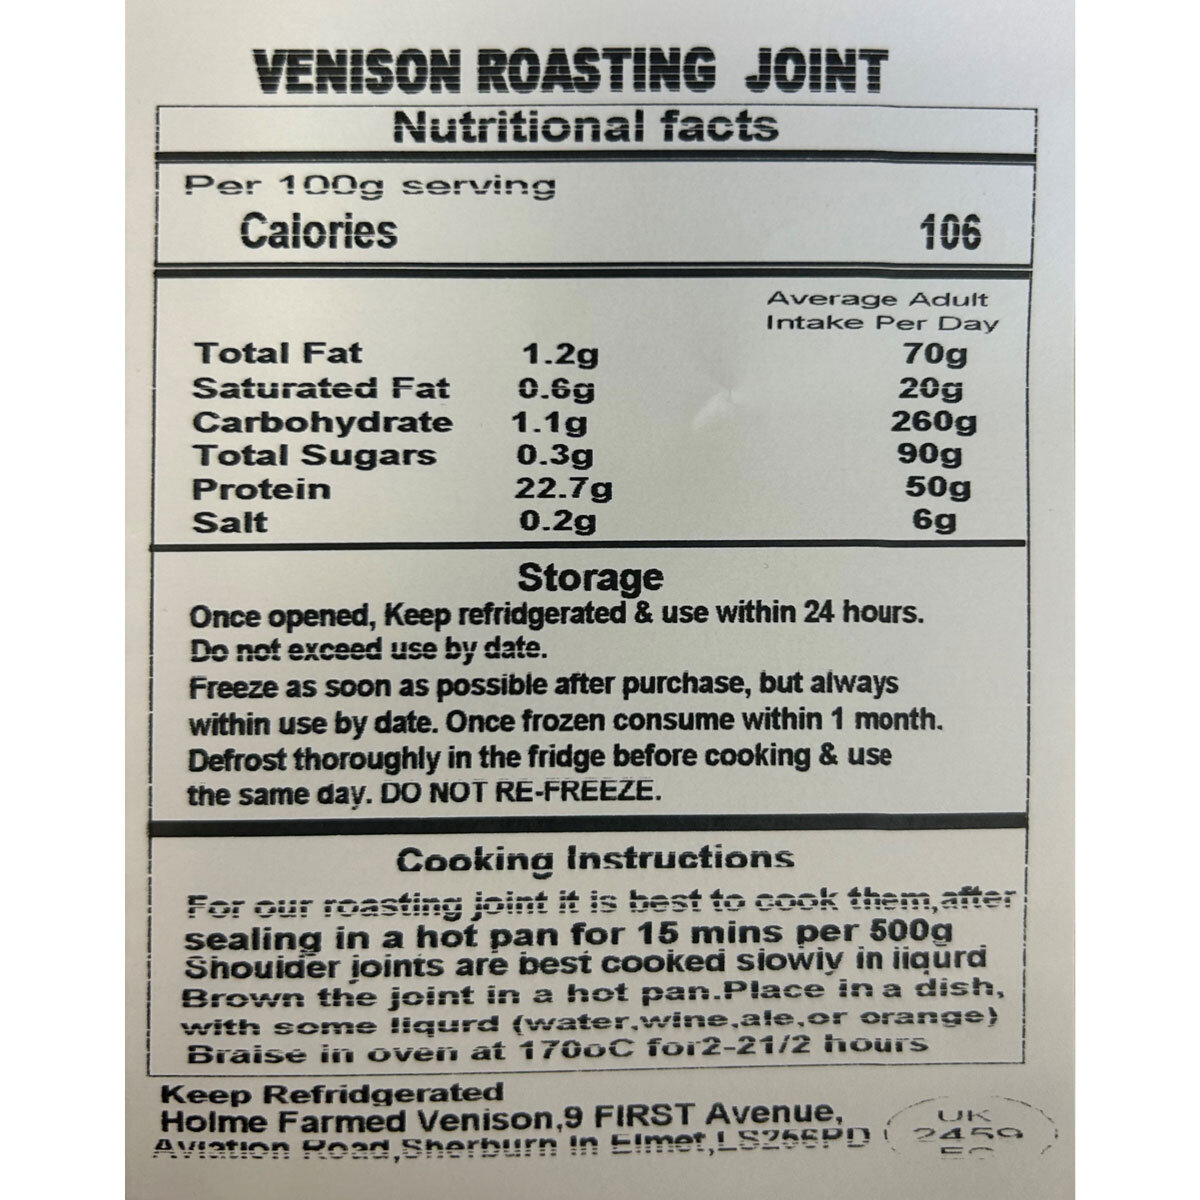 VENISON ROASTING JOINT
Nutritional facts
Per 100g serving
Calories 106
Average Adult
Intake Per Day
Total Fat 1.2g 70g
Saturated Fat 0.6g 20g
Carbohydrate 1.1g 260g
Total Sugars 0.3g 90g
Protein 22.7g 50g
Salt 0.2g 6g
Storage
Once opened, Keep refridgerated & use within 24 hours.
Do not exceed use by date.
Freeze as soon as possible after purchase, but always
within use by date. Once frozen consume within 1 month.
Defrost thoroughly in the fridge before cooking & use
the same day. DO NOT RE-FREEZE.
Cooking Instructions
For our roasting joint it is best to cook them,after
sealing in a hot pan for 15 mins per 500g
Shoulder joints are best cooked slowly in liqurd
Brown the joint in a hot pan.Place in a dish,
with some liqurd (water,wine,ale,or orange)
Braise in oven at 170oC for2-21/2 hours
Keep Refridgerated
Holme Farmed Venison,9 FIRST Avenue,
Aviation Road,Sherburn In Elmet,LS256PD
UK
2459
EC